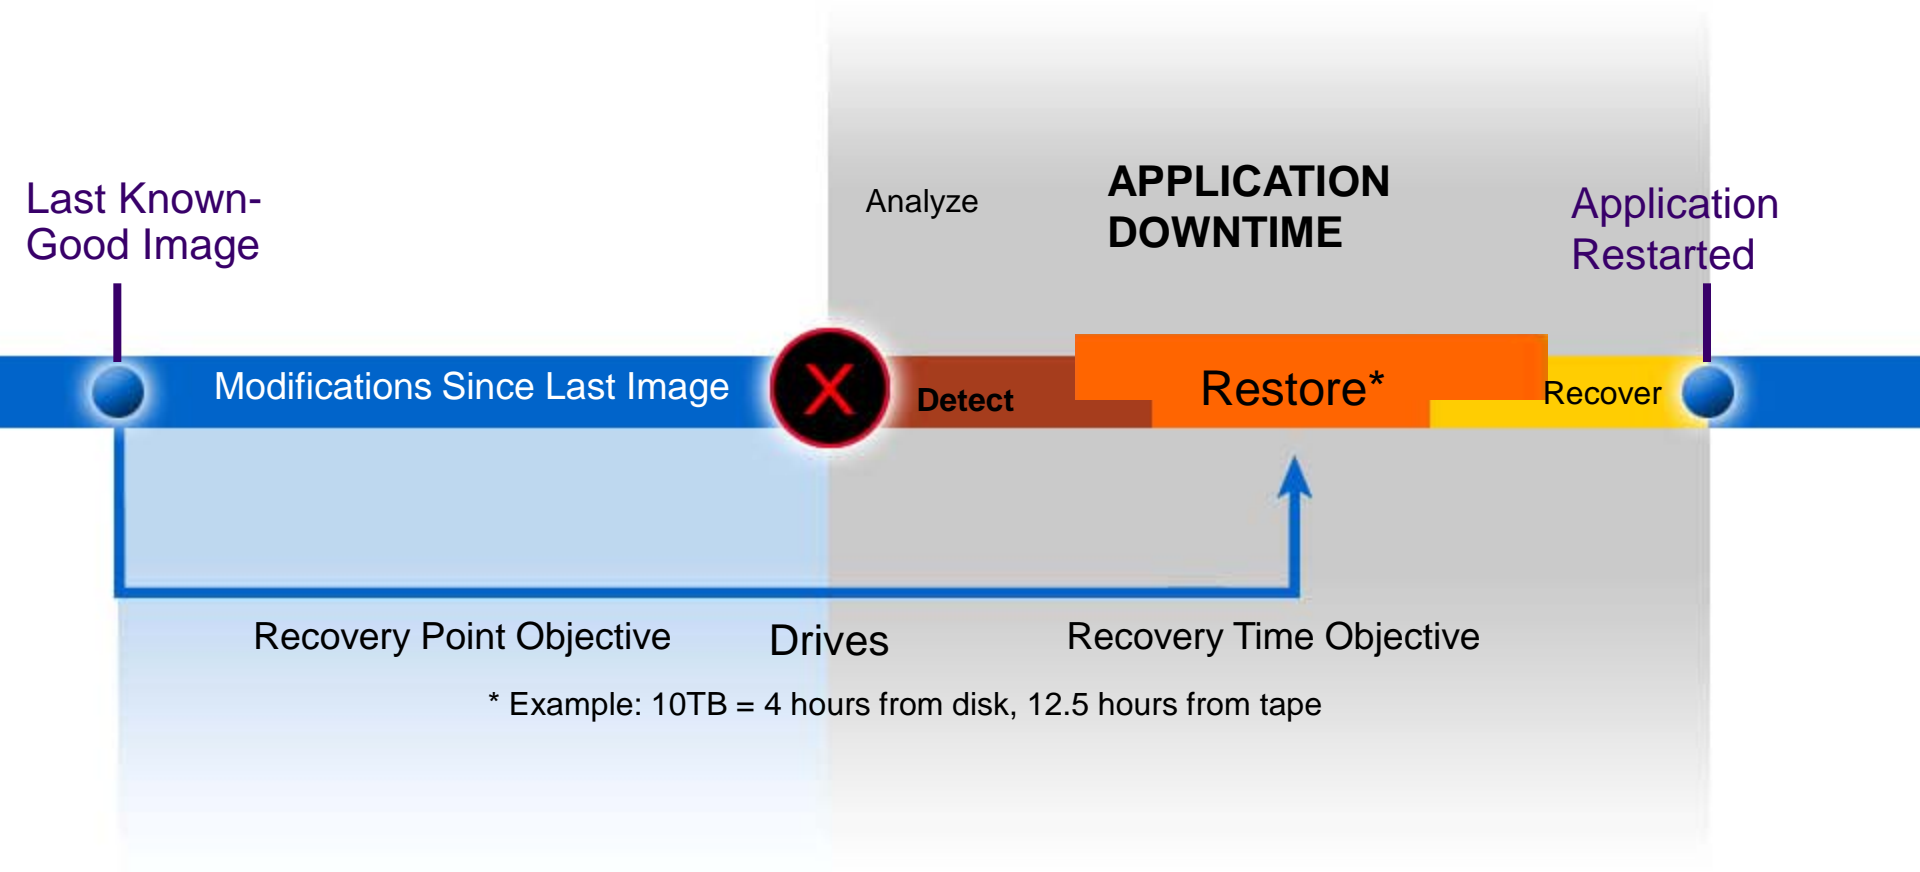 APPLICATION
DOWNTIME
Analyze
Last Known-
Good Image
Application
Restarted
Modifications Since Last Image
X
Detect
Restore*
Recover
Recovery Point Objective
Drives
Recovery Time Objective
* Example: 10TB = 4 hours from disk, 12.5 hours from tape